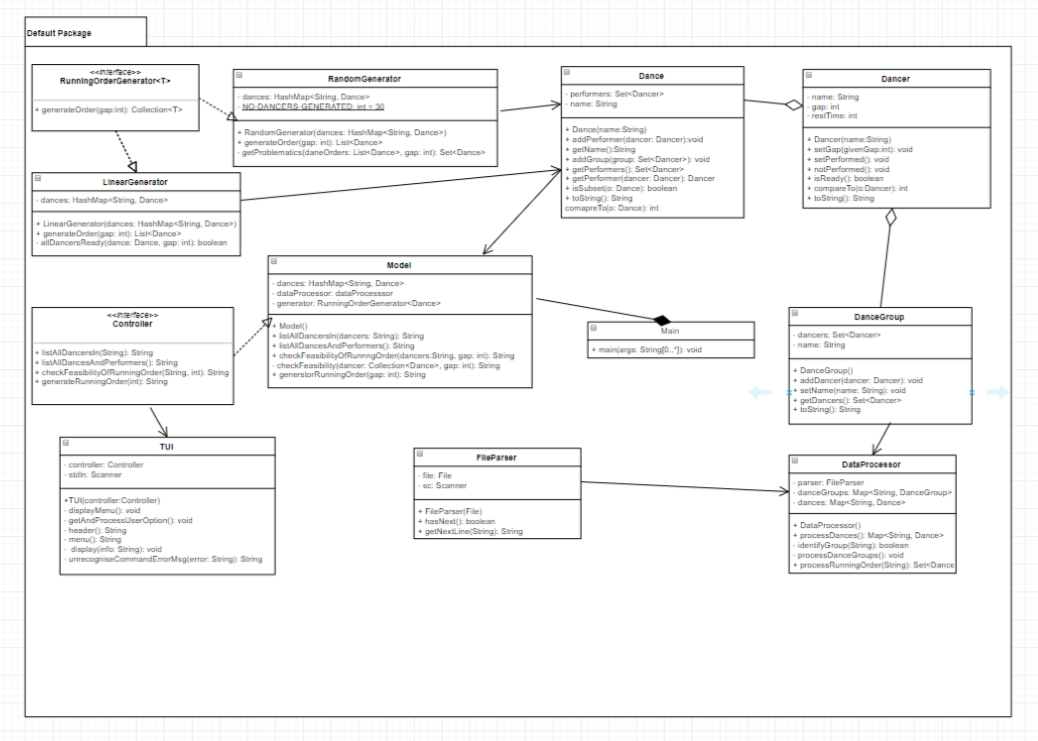 Default Package
<<interface>>
RunningOrderGenerator<T>
+ generateOrder(gap:int): Collection<T>
RandomGenerator
- dances: HashMap<String, Dance>
- NO-DANCERS-GENERATED: int = 30
+ RandomGenerator(dances: HashMap<String, Dance>)
+ generateOrder(gap: int): List<Dance>
- getProblematics(daneOrders: List<Dance>, gap: int): Set<Dance>
Dance
- performers: Set<Dancer>
- name: String
+ Dance(name:String)
+ addPerformer(dancer: Dancer):void
+ getName():String
+ addGroup(group: Set<Dancer>): void
+ getPerformers(): Set<Dancer>
+ getPerformer(dancer: Dancer): Dancer
+ isSubset(o: Dance): boolean
+ toString(): String
comapreTo(o: Dance): int
Dancer
- name: String
- gap: int
- restTime: int
+ Dancer(name:String)
+ setGap(givenGap:int): void
+ setPerformed(): void
+ notPerformed(): void
+ isReady(): boolean
+ compareTo(o:Dancer): int
+ toString(): String
LinearGenerator
- dances: HashMap<String, Dance>
+ LinearGenerator(dances: HashMap<String, Dance>)
+ generateOrder(gap: int): List<Dance>
- allDancersReady(dance: Dance, gap: int): boolean
Model
- dances: HashMap<String, Dance>
- dataProcessor: dataProcesssor
- generator: RunningOrderGenerator<Dance>
+ Model()
+ listAllDancersIn(dancers: String): String
+ listAllDancesAndPerformers(): String
+ checkFeasibilityOfRunnngOrder(dancers:String, gap: int): String
- checkFeasibility(dancer: Collection<Dance>, gap: int): String
+ generstorRunningOrder(gap: int): String
<<interface>>
Controller
+ listAllDancersIn(String): String
+ listAllDancesAndPerformers(): String
+ checkFeasibilityOfRunningOrder(String, int): String
+ generateRunningOrder(int): String
Main
+ main(args: String[0..*]): void
DanceGroup
- dancers: Set<Dancer>
- name: String
+ DanceGroup()
+ addDancer(dancer: Dancer): void
+ setName(name: String): void
+ getDancers(): Set<Dancer>
+ toString(): String
TUI
- controller: Controller
- stdIn: Scanner
+TUI(controller:Controller)
- displayMenu(): void
- getAndProcessUserOption(): void
- header(): String
- menu(): String
- display(info: String): void
- unrecogniseCommandErrorMsg(error: String): String
FileParser
- file: File
- sc: Scanner
+ FileParser(File)
+ hasNext(): boolean
+ getNextLine(String): String
DataProcessor
- parser: FileParser
- danceGroups: Map<String, DanceGroup>
- dances: Map<String, Dance>
+ DataProcessor()
+ processDances(): Map<String, Dance>
- identifyGroup(String): boolean
- processDanceGroups(): void
+ processRunningOrder(String): Set<Dance